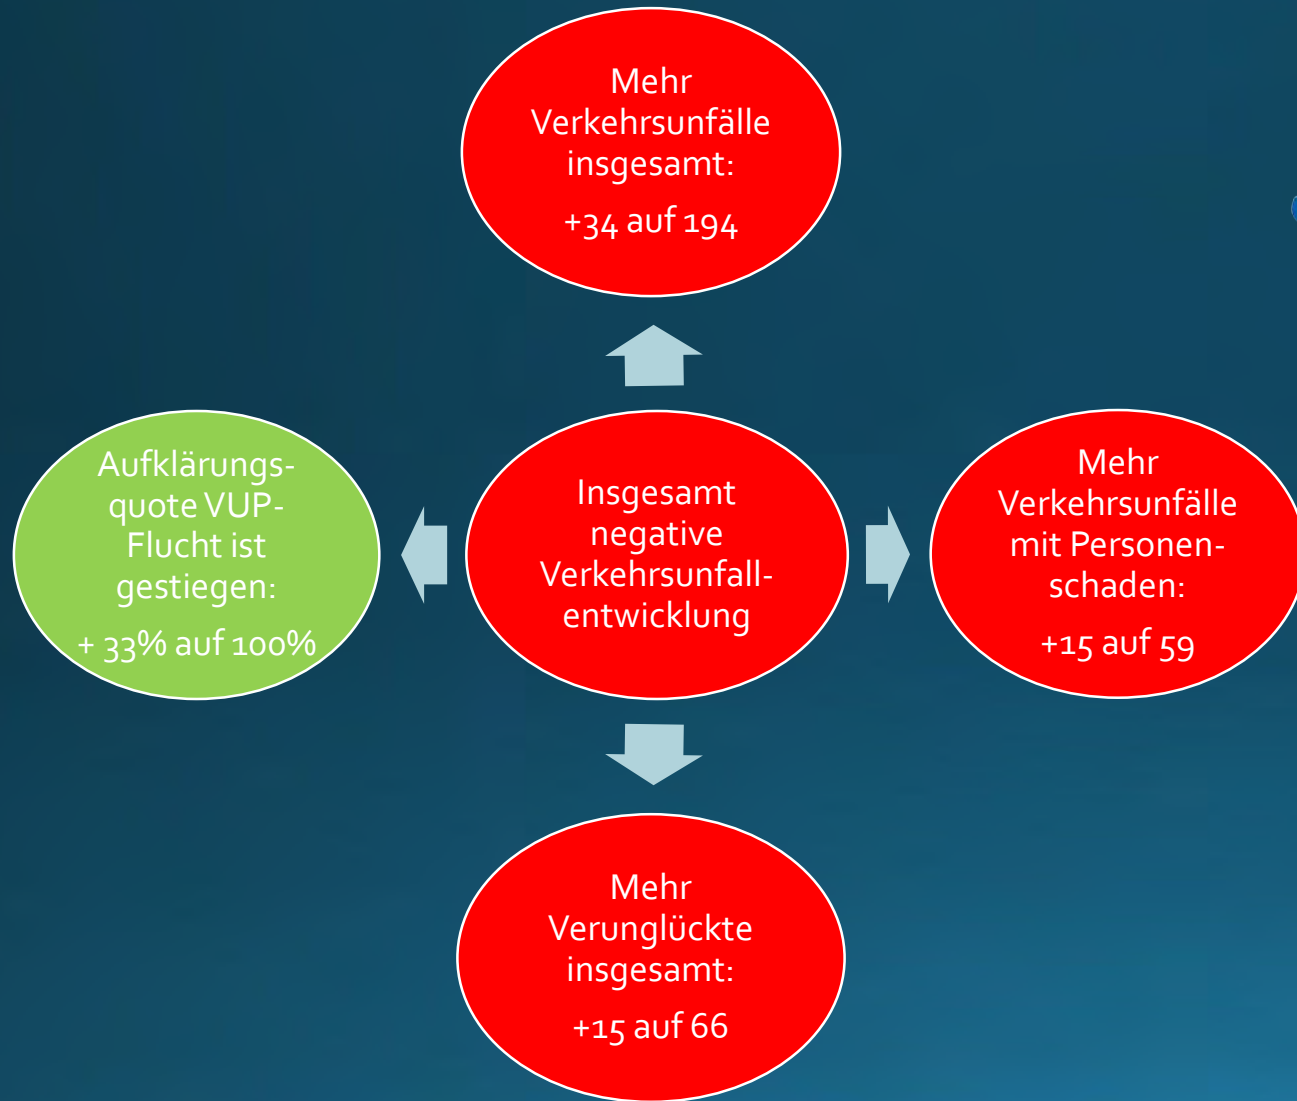 Mehr
Verkehrsunfälle
insgesamt:
+34 auf 194
Aufklärungs-
quote VUP-
Flucht ist
gestiegen:
+ 33% auf 100%
Insgesamt
negative
Verkehrsunfall-
entwicklung
Mehr
Verkehrsunfälle
mit Personen-
schaden:
+15 auf 59
Mehr
Verunglückte
insgesamt:
+15 auf 66